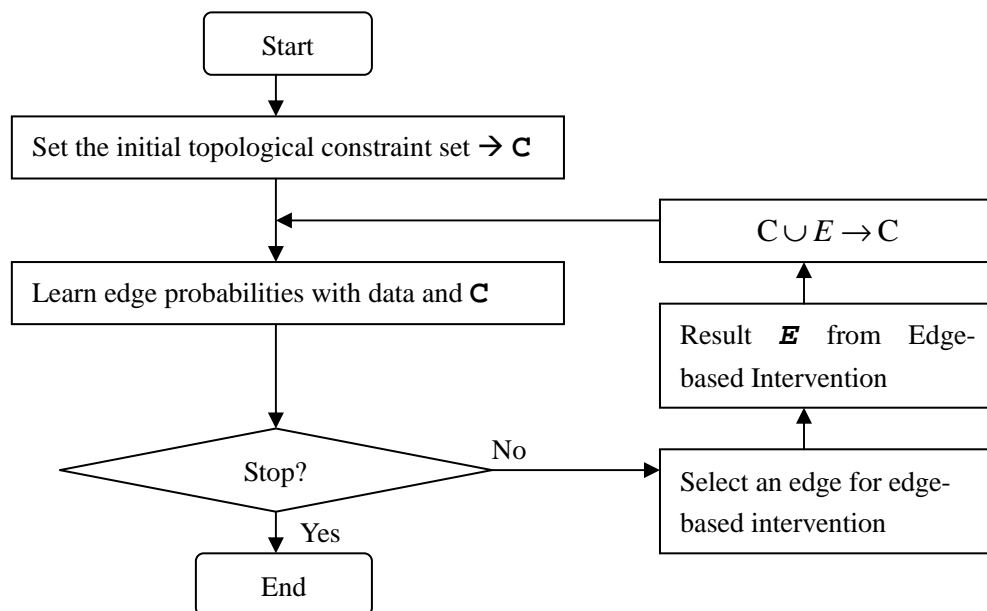 Start
Set the initial topological constraint set → C
C ∪ E → C
Learn edge probabilities with data and C
Result E from Edge-
based Intervention
Stop?
No
Select an edge for edge-
based intervention
Yes
End